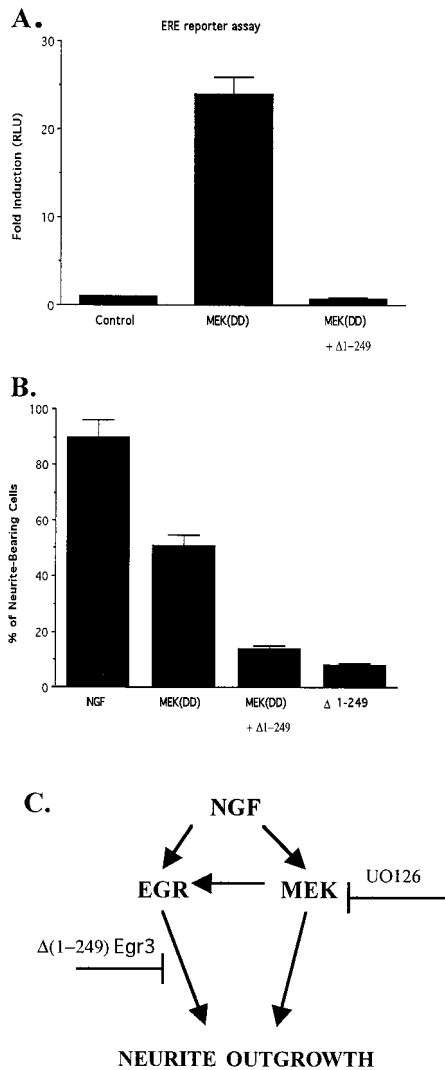 A.
ERE reporter assay
Fold Induction (RLU)
30
20
10
0
Control
MEK(DD)
MEK(DD)
+ Δ1-249
B.
% of Neurite-Bearing Cells
100
80
60
40
20
0
NGF
MEK(DD)
MEK(DD)
+ Δ1-249
Δ 1-249
C.
NGF
EGR
MEK
UO126
Δ(1-249) Egr3
NEURITE OUTGROWTH